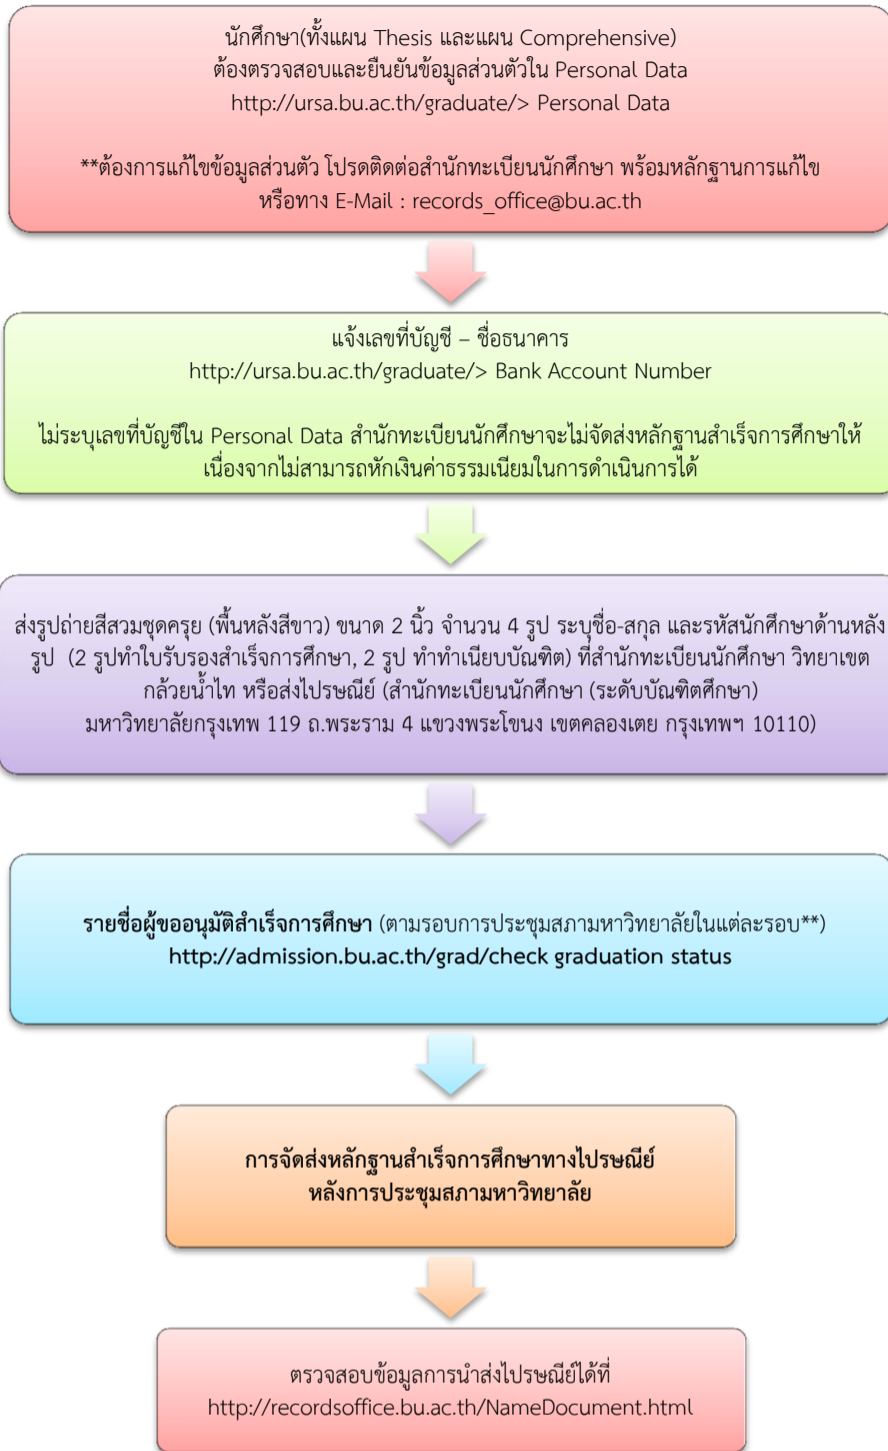 นักศึกษา(ทั้งแผน Thesis และแผน Comprehensive)
ต้องตรวจสอบและยืนยันข้อมูลส่วนตัวใน Personal Data
http://ursa.bu.ac.th/graduate/> Personal Data
**ต้องการแก้ไขข้อมูลส่วนตัว โปรดติดต่อสำนักทะเบียนนักศึกษา พร้อมหลักฐานการแก้ไข
หรือทาง E-Mail : records_office@bu.ac.th
แจ้งเลขที่บัญชี – ชื่อธนาคาร
http://ursa.bu.ac.th/graduate/> Bank Account Number
ไม่ระบุเลขที่บัญชีใน Personal Data สำนักทะเบียนนักศึกษาจะไม่จัดส่งหลักฐานสำเร็จการศึกษาให้
เนื่องจากไม่สามารถหักเงินค่าธรรมเนียมในการดำเนินการได้
ส่งรูปถ่ายสีสวมชุดครุย (พื้นหลังสีขาว) ขนาด 2 นิ้ว จำนวน 4 รูป ระบุชื่อ-สกุล และรหัสนักศึกษาด้านหลัง
รูป (2 รูปทำใบรับรองสำเร็จการศึกษา, 2 รูป ทำทำเนียบบัณฑิต) ที่สำนักทะเบียนนักศึกษา วิทยาเขต
กล้วยน้ำไท หรือส่งไปรษณีย์ (สำนักทะเบียนนักศึกษา (ระดับบัณฑิตศึกษา)
มหาวิทยาลัยกรุงเทพ 119 ถ.พระราม 4 แขวงพระโขนง เขตคลองเตย กรุงเทพฯ 10110)
รายชื่อผู้ขออนุมัติสำเร็จการศึกษา (ตามรอบการประชุมสภามหาวิทยาลัยในแต่ละรอบ**)
http://admission.bu.ac.th/grad/check graduation status
การจัดส่งหลักฐานสำเร็จการศึกษาทางไปรษณีย์
หลังการประชุมสภามหาวิทยาลัย
ตรวจสอบข้อมูลการนำส่งไปรษณีย์ได้ที่
http://recordsoffice.bu.ac.th/NameDocument.html